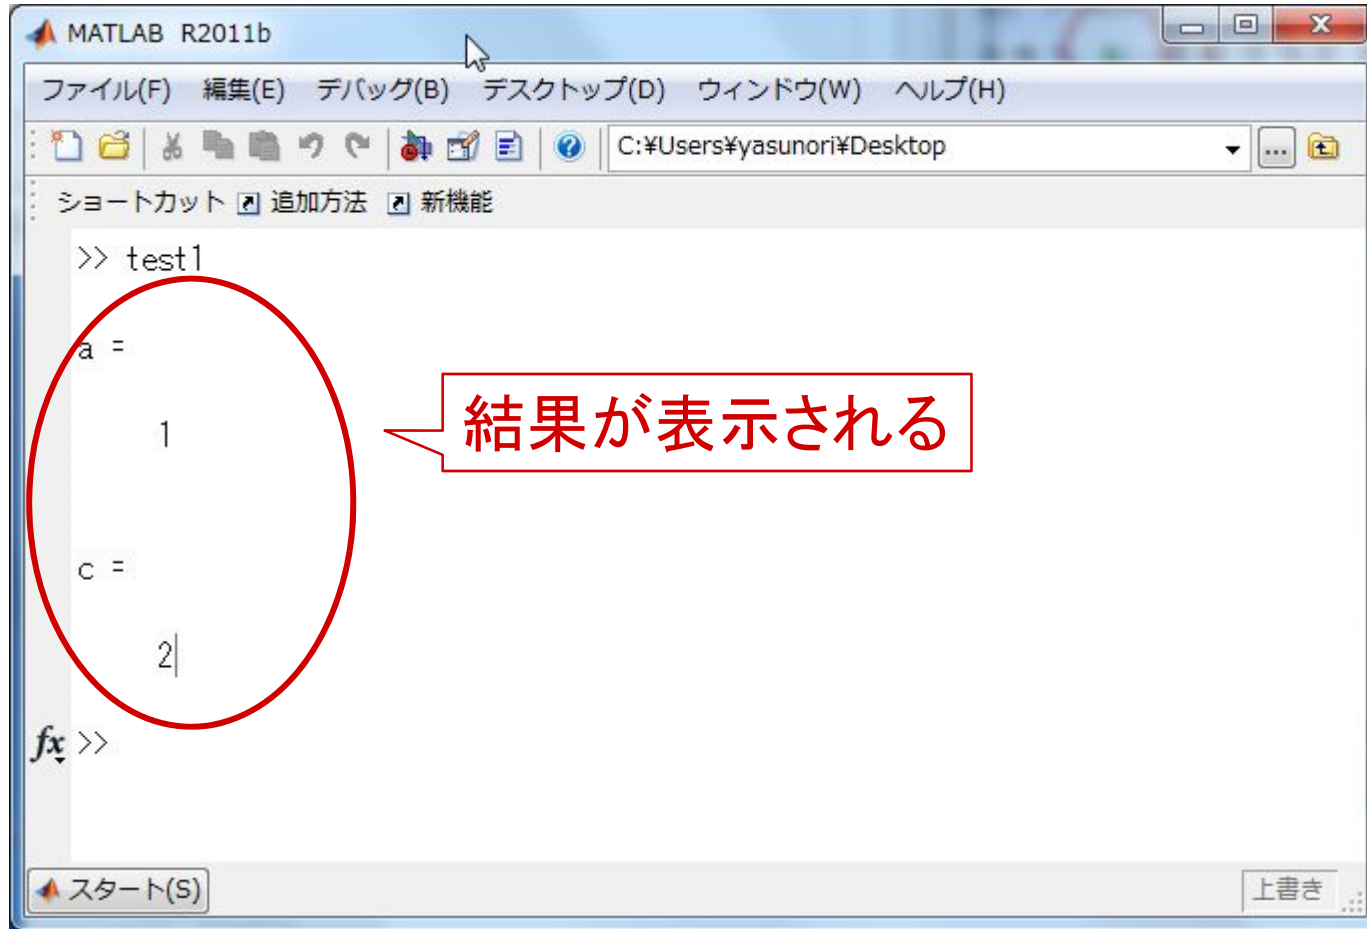 MATLAB R2011b
ファイル(F) 編集(E) デバッグ(B) デスクトップ(D) ウィンドウ(W) ヘルプ(H)
C:¥Users¥yasunori¥Desktop
ショートカット 追加方法 新機能
>> test1
a =
1
結果が表示される
c =
2
fx >>
スタート(S) 上書き